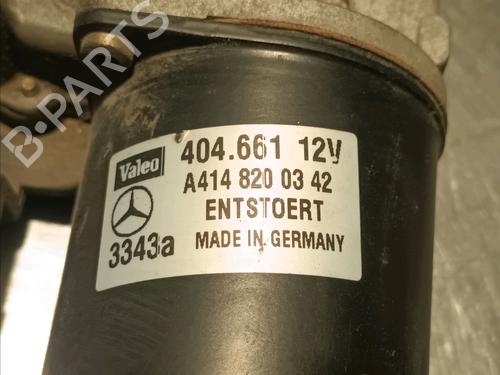 B-PARTS
Valeo
404.661 12V
A414 820 03 42
ENTSTOERT
3343a
MADE IN GERMANY